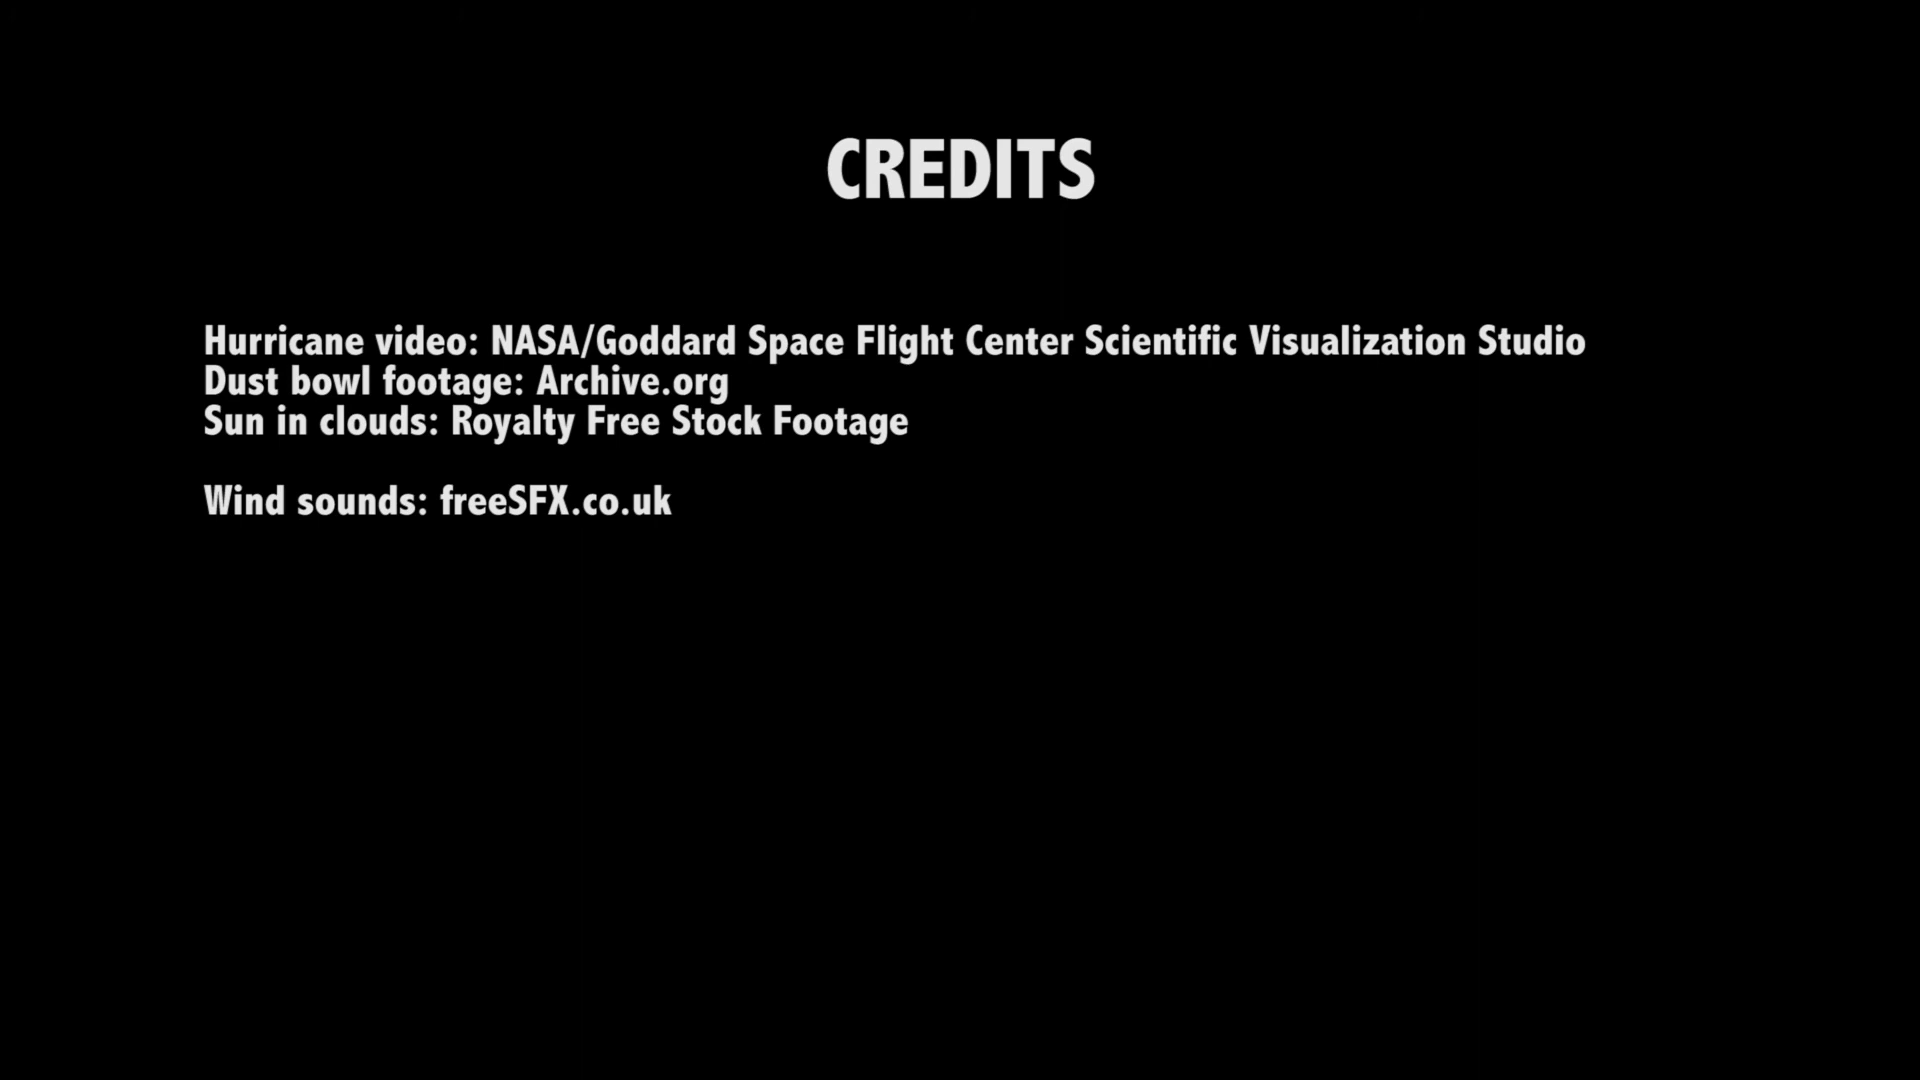 CREDITS
Hurricane video: NASA/Goddard Space Flight Center Scientific Visualization Studio
Dust bowl footage: Archive.org
Sun in clouds: Royalty Free Stock Footage
Wind sounds: freeSFX.co.uk